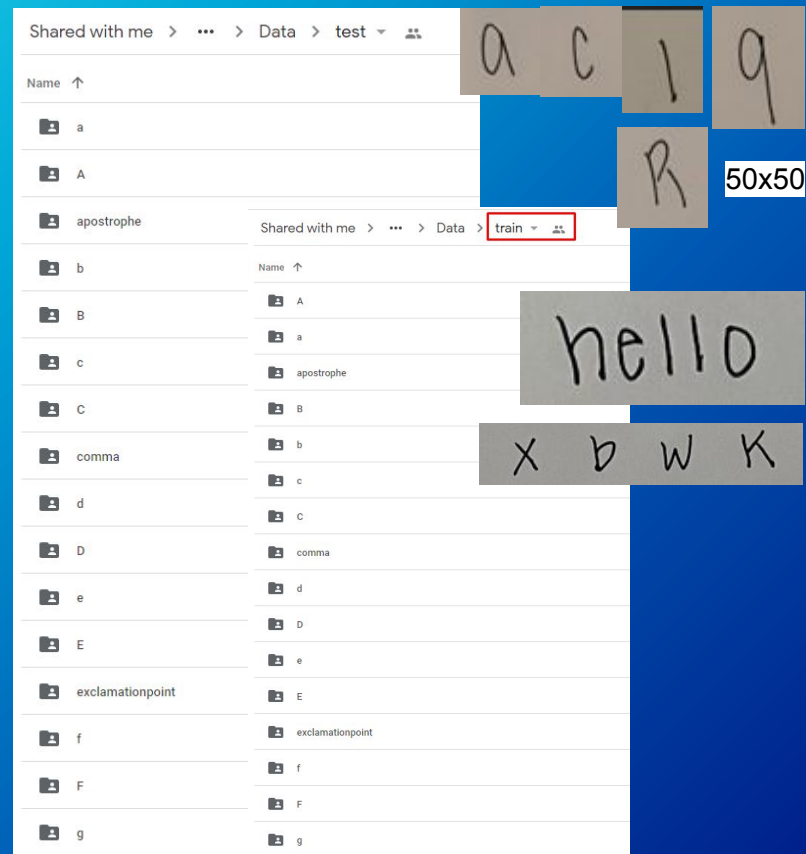 Shared with me > ... > Data > test
Name ↑
a
A
apostrophe
b
B
c
C
comma
d
D
e
E
exclamationpoint
f
F
g
Shared with me > ... > Data > train
Name ↑
A
a
apostrophe
B
b
c
C
comma
d
D
e
E
exclamationpoint
f
F
g
a c l q
R
50x50
hello
x b w k